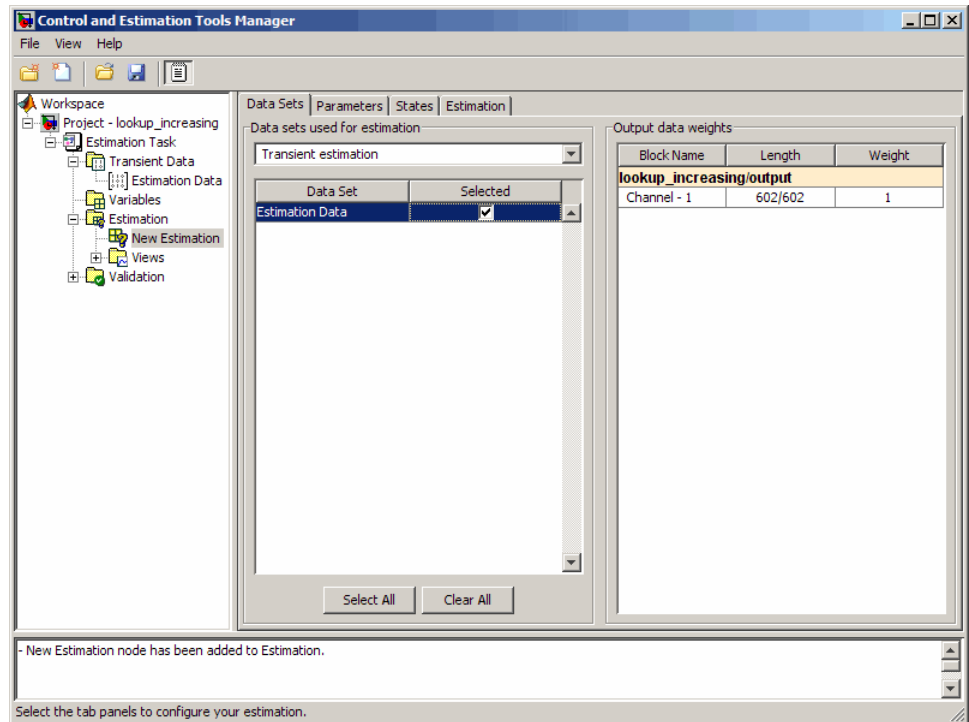 Control and Estimation Tools Manager
File View Help
Workspace
Project - lookup_increasing
Estimation Task
Transient Data
Estimation Data
Variables
Estimation
New Estimation
Views
Validation
Data Sets Parameters States Estimation
Data sets used for estimation
Transient estimation
Data Set Selected
Estimation Data
Select All Clear All
Output data weights
Block Name Length Weight
lookup_increasing/output
Channel - 1 602/602 1
- New Estimation node has been added to Estimation.
Select the tab panels to configure your estimation.